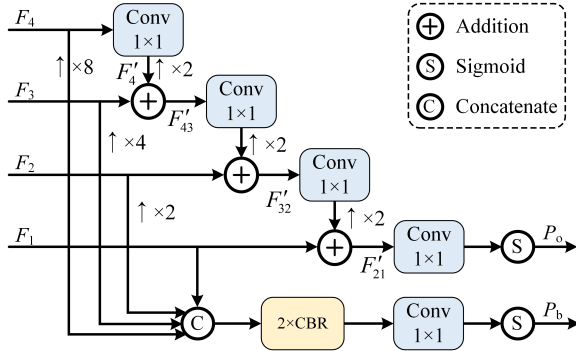 F₄
Conv
1×1
↑ ×8
F′₄
↑ ×2
F₃
F′₄₃
Conv
1×1
↑ ×4
↑ ×2
F₂
F′₃₂
Conv
1×1
↑ ×2
↑ ×2
F₁
F′₂₁
Conv
1×1
S
Pₒ
C
2×CBR
Conv
1×1
S
P_b
+ Addition
S Sigmoid
C Concatenate